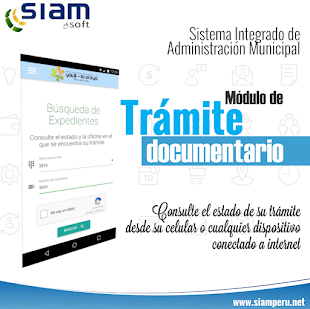 SIAM
soft
Sistema Integrado de
Administración Municipal
Módulo de
Trámite
documentario
Búsqueda de
Expedientes
Consulte el estado y la oficina en el
que se encuentra su trámite
2016
BUSCAR
Consulte el estado de su trámite
desde su celular o cualquier dispositivo
conectado a internet
www.siamperu.net